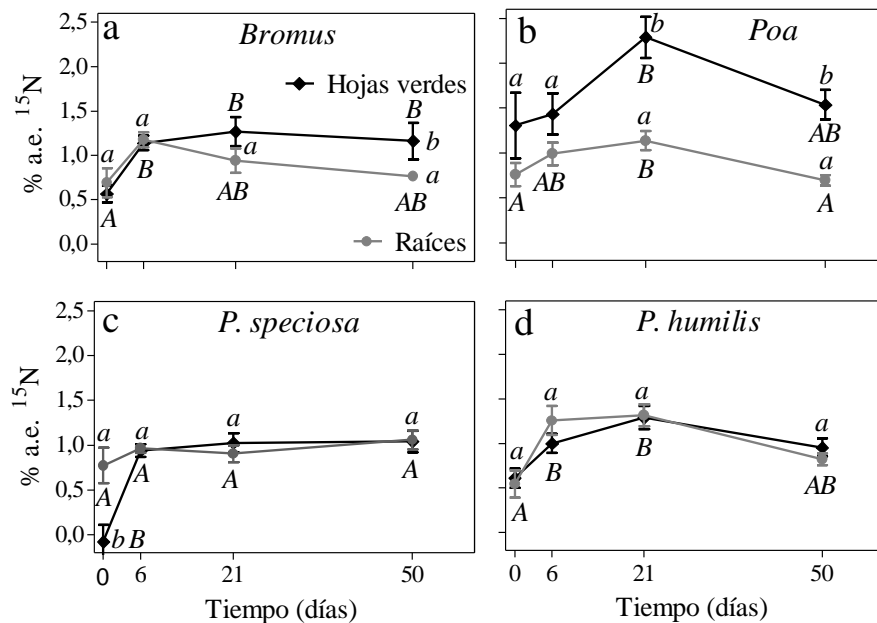 a
Bromus
2,5
2,0
1,5
1,0
0,5
0,0
% a.e. ¹⁵N
Hojas verdes
Raíces
a
A
a
B
B
a
AB
B
b
a
AB
b
Poa
a
A
a
AB
b
B
B
b
AB
a
A
c
P. speciosa
2,5
2,0
1,5
1,0
0,5
0,0
% a.e. ¹⁵N
a
A
b
B
a
A
a
A
a
A
0
6
21
50
Tiempo (días)
d
P. humilis
a
A
a
B
a
B
a
AB
0
6
21
50
Tiempo (días)